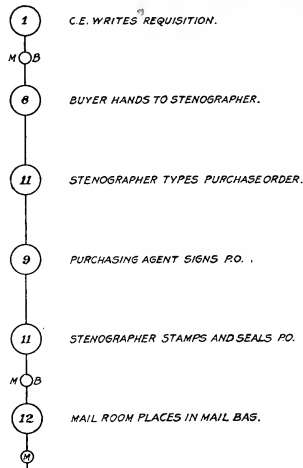 1 C.E. WRITES REQUISITION.
M B
8 BUYER HANDS TO STENOGRAPHER.
11 STENOGRAPHER TYPES PURCHASE ORDER.
9 PURCHASING AGENT SIGNS P.O.
11 STENOGRAPHER STAMPS AND SEALS P.O.
M B
12 MAIL ROOM PLACES IN MAIL BAG.
M